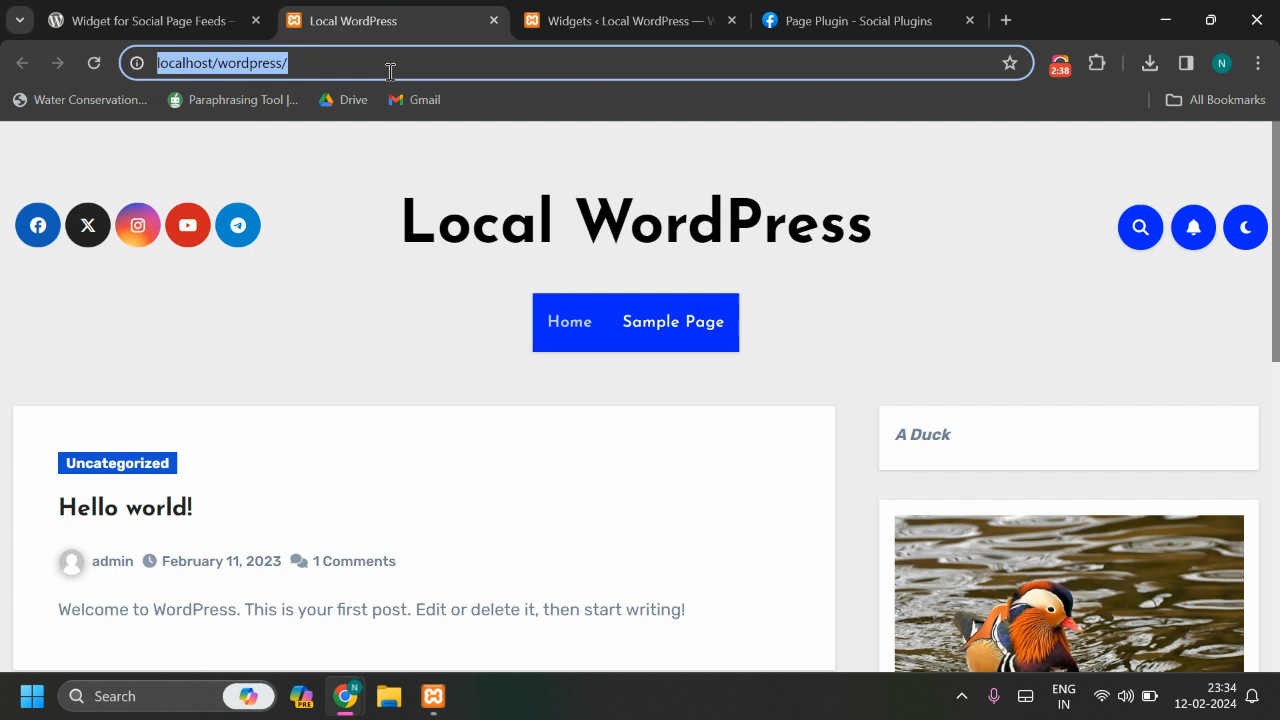 Widget for Social Page Feeds –
Local WordPress
Widgets ‹ Local WordPress — W
Page Plugin - Social Plugins
localhost/wordpress/
2:38
N
Water Conservation...
Paraphrasing Tool |...
Drive
Gmail
All Bookmarks
Local WordPress
Home
Sample Page
Uncategorized
Hello world!
admin
February 11, 2023
1 Comments
Welcome to WordPress. This is your first post. Edit or delete it, then start writing!
A Duck
Search
PRE
N
ENG
IN
23:34
12-02-2024